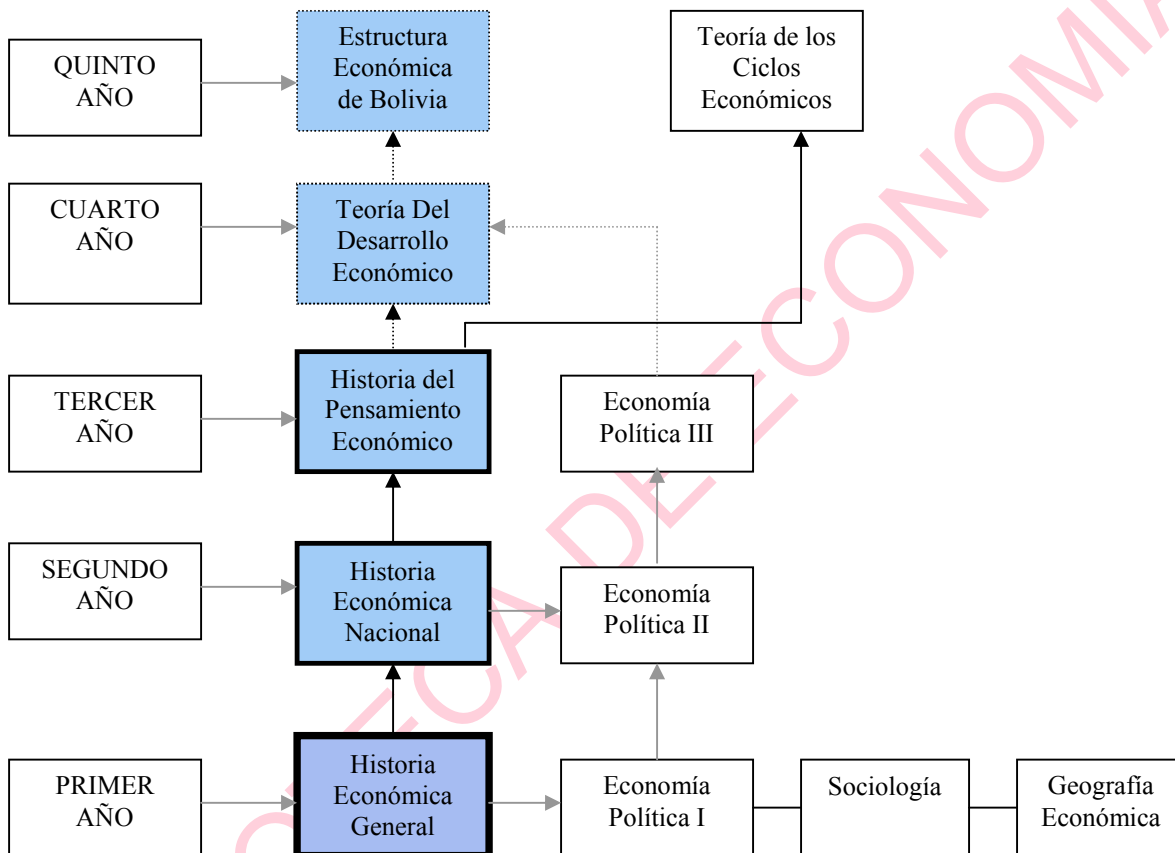 QUINTO
AÑO
Estructura
Económica
de Bolivia
Teoría de los
Ciclos
Económicos
CUARTO
AÑO
Teoría Del
Desarrollo
Económico
TERCER
AÑO
Historia del
Pensamiento
Económico
Economía
Política III
SEGUNDO
AÑO
Historia
Económica
Nacional
Economía
Política II
PRIMER
AÑO
Historia
Económica
General
Economía
Política I
Sociología
Geografía
Económica
DE ECONOMIA